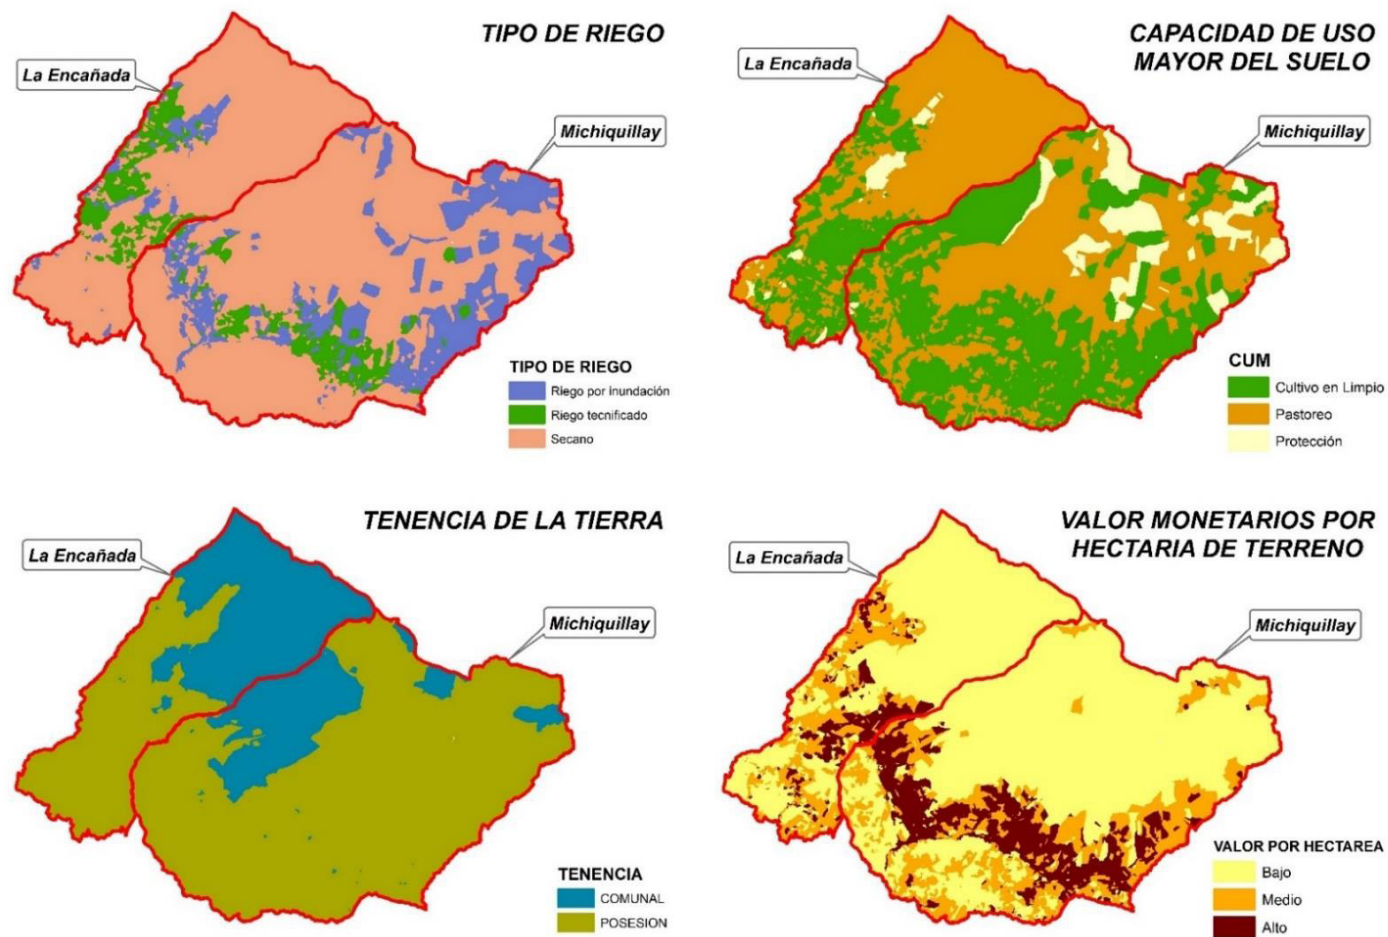 TIPO DE RIEGO
La Encañada
Michiquillay
TIPO DE RIEGO
Riego por inundación
Riego tecnificado
Secano
CAPACIDAD DE USO
MAYOR DEL SUELO
La Encañada
Michiquillay
CUM
Cultivo en Limpio
Pastoreo
Protección
TENENCIA DE LA TIERRA
La Encañada
Michiquillay
TENENCIA
COMUNAL
POSESION
VALOR MONETARIOS POR
HECTARIA DE TERRENO
La Encañada
Michiquillay
VALOR POR HECTAREA
Bajo
Medio
Alto